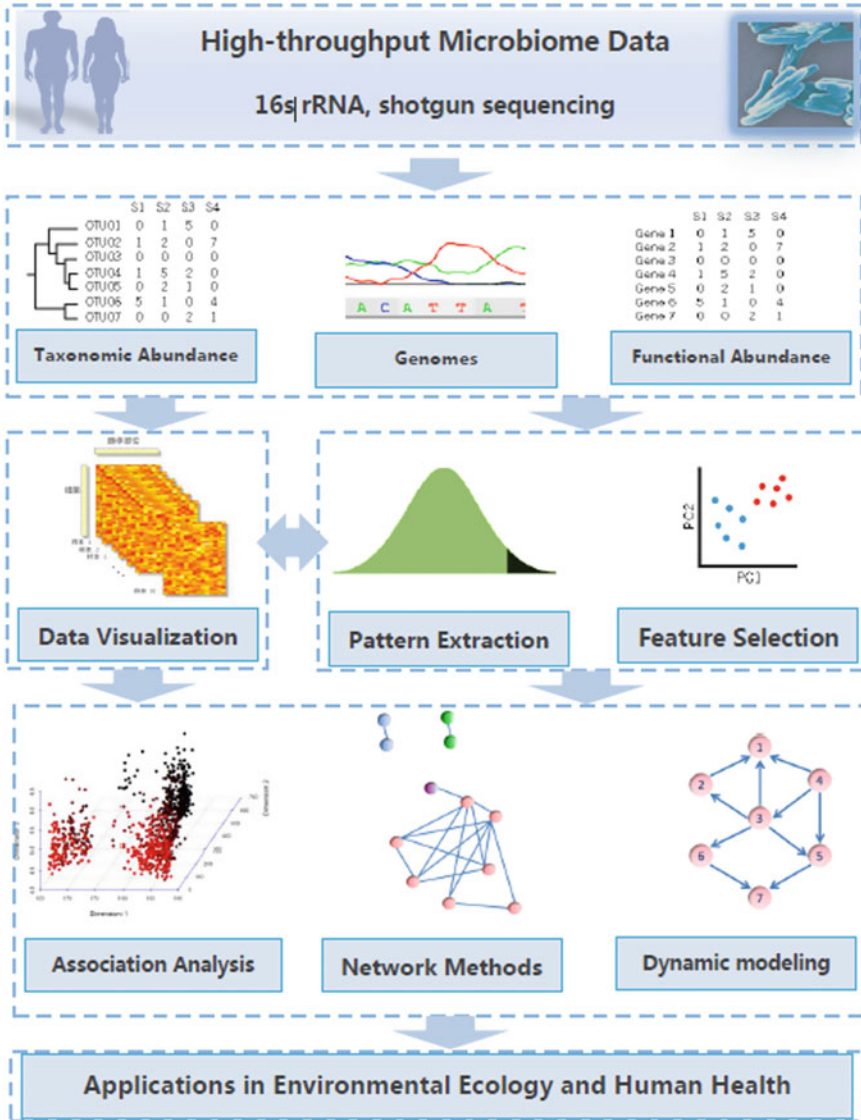 High-throughput Microbiome Data
16s rRNA, shotgun sequencing
S1 S2 S3 S4
OTU01 0 1 5 0
OTU02 1 2 0 7
OTU03 0 0 0 0
OTU04 1 5 2 0
OTU05 0 2 1 0
OTU06 5 1 0 4
OTU07 0 0 2 1
Taxonomic Abundance
A C A T T A T
Genomes
S1 S2 S3 S4
Gene 1 0 1 5 0
Gene 2 1 2 0 7
Gene 3 0 0 0 0
Gene 4 1 5 2 0
Gene 5 0 2 1 0
Gene 6 5 1 0 4
Gene 7 0 0 2 1
Functional Abundance
Data Visualization
Pattern Extraction
PC2
PC1
Feature Selection
Dimension 1
Dimension 2
Association Analysis
Network Methods
1
2
4
3
6
5
7
Dynamic modeling
Applications in Environmental Ecology and Human Health